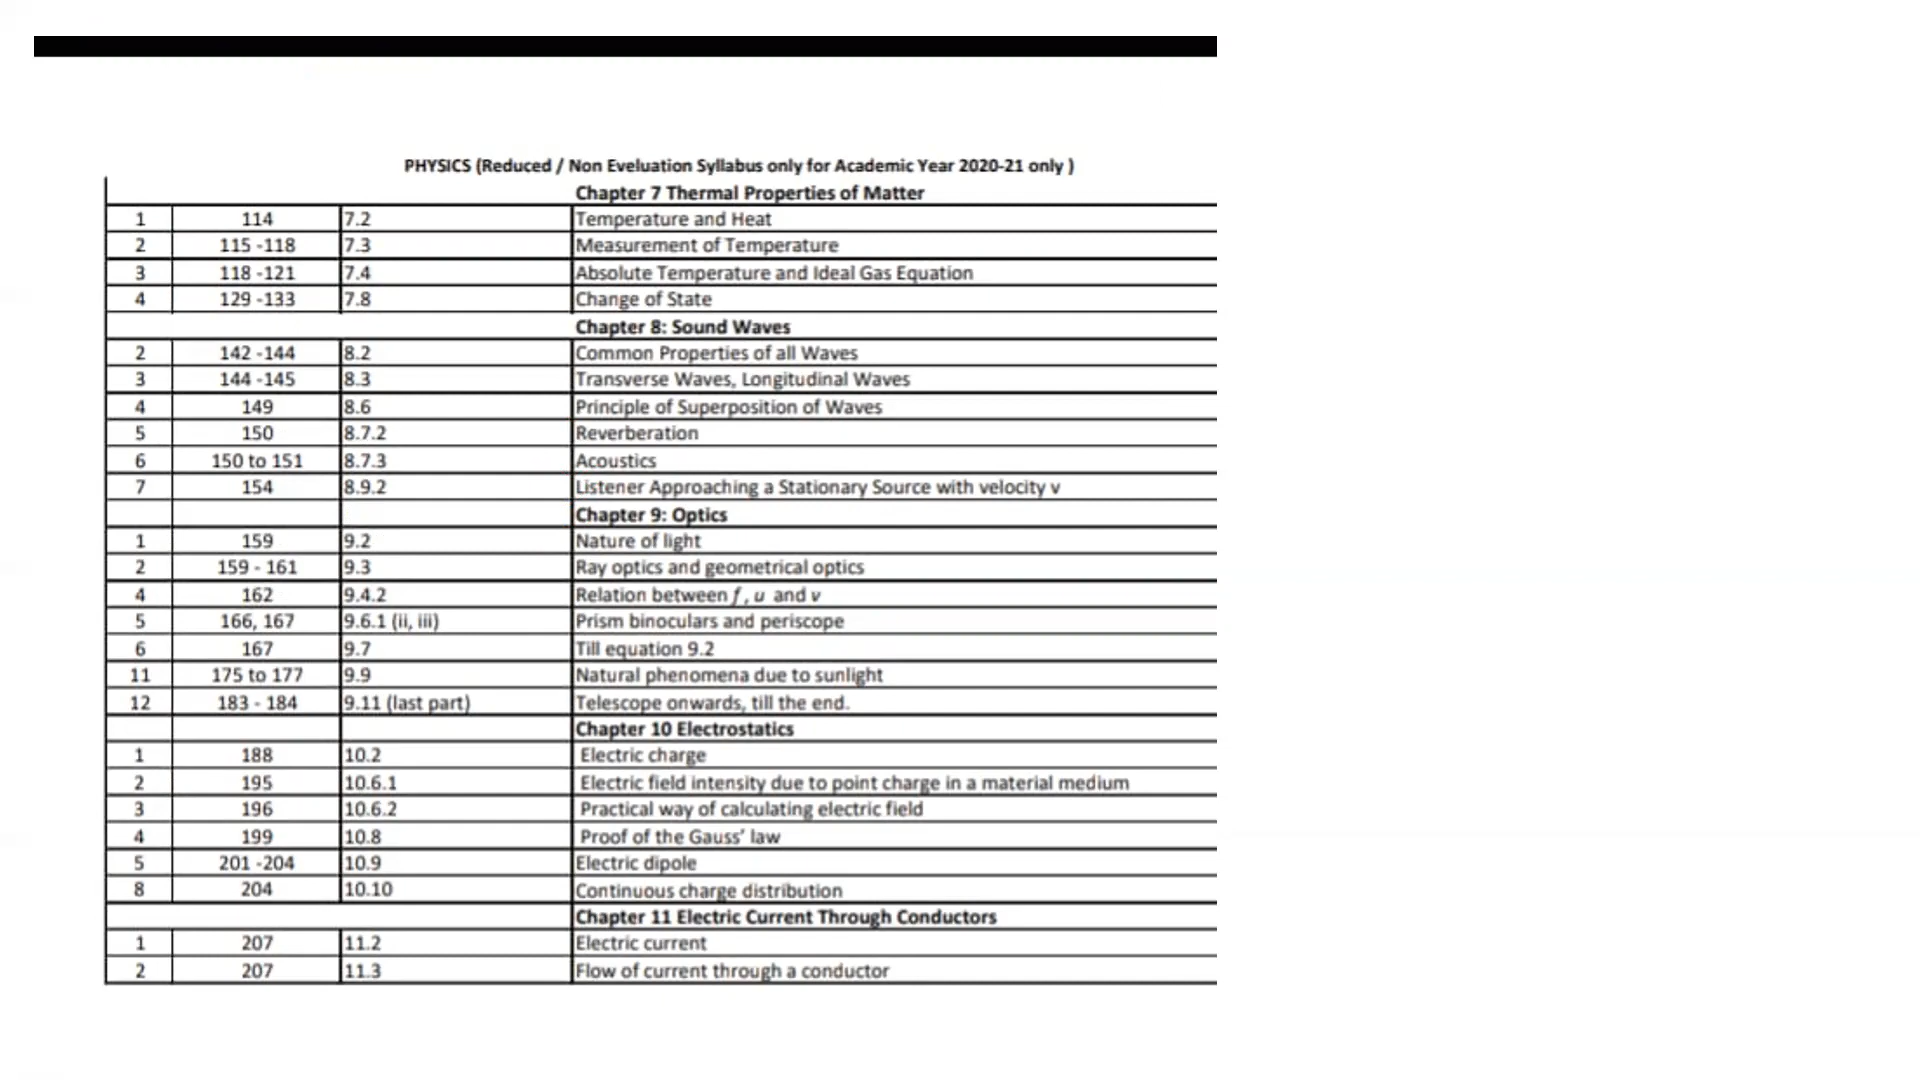 PHYSICS (Reduced / Non Eveluation Syllabus only for Academic Year 2020-21 only )
Chapter 7 Thermal Properties of Matter
1 114 7.2 Temperature and Heat
2 115 -118 7.3 Measurement of Temperature
3 118 -121 7.4 Absolute Temperature and Ideal Gas Equation
4 129 -133 7.8 Change of State
Chapter 8: Sound Waves
2 142 -144 8.2 Common Properties of all Waves
3 144 -145 8.3 Transverse Waves, Longitudinal Waves
4 149 8.6 Principle of Superposition of Waves
5 150 8.7.2 Reverberation
6 150 to 151 8.7.3 Acoustics
7 154 8.9.2 Listener Approaching a Stationary Source with velocity v
Chapter 9: Optics
1 159 9.2 Nature of light
2 159 - 161 9.3 Ray optics and geometrical optics
4 162 9.4.2 Relation between f , u and v
5 166, 167 9.6.1 (ii, iii) Prism binoculars and periscope
6 167 9.7 Till equation 9.2
11 175 to 177 9.9 Natural phenomena due to sunlight
12 183 - 184 9.11 (last part) Telescope onwards, till the end.
Chapter 10 Electrostatics
1 188 10.2 Electric charge
2 195 10.6.1 Electric field intensity due to point charge in a material medium
3 196 10.6.2 Practical way of calculating electric field
4 199 10.8 Proof of the Gauss' law
5 201 -204 10.9 Electric dipole
8 204 10.10 Continuous charge distribution
Chapter 11 Electric Current Through Conductors
1 207 11.2 Electric current
2 207 11.3 Flow of current through a conductor